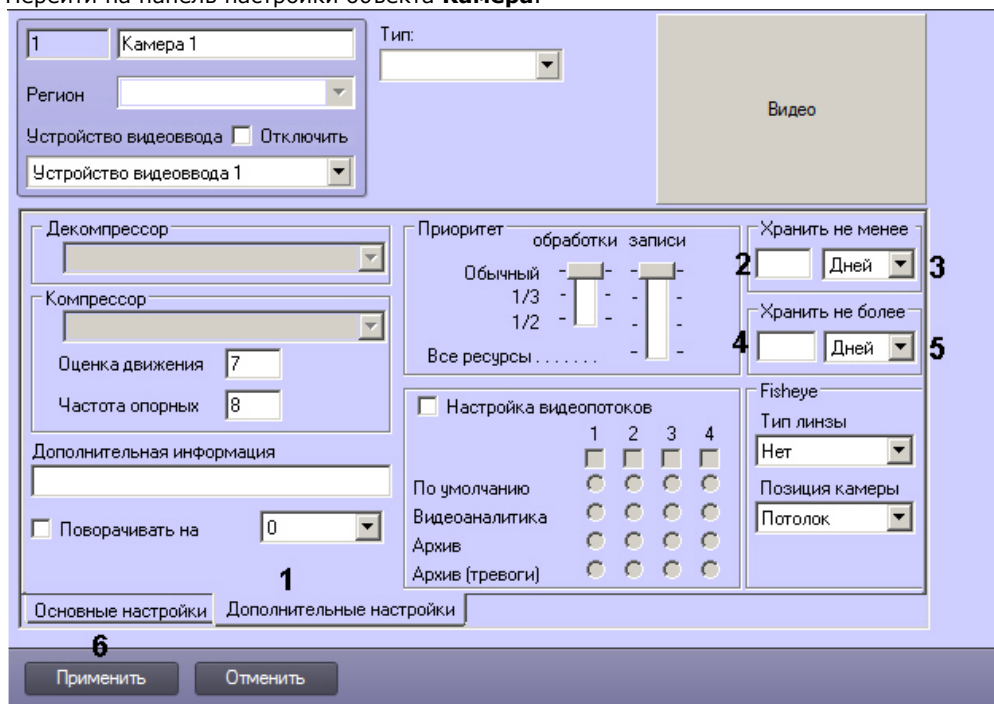 Перейти на панель настройки объекта Камера.
1 Камера 1
Тип:
Регион
Видео
Устройство видеоввода Отключить
Устройство видеоввода 1
Декомпрессор
Компрессор
Оценка движения 7
Частота опорных 8
Дополнительная информация
Поворачивать на 0
Приоритет
обработки записи
Обычный
1/3
1/2
Все ресурсы . . . . . . .
Настройка видеопотоков
1 2 3 4
По умолчанию
Видеоаналитика
Архив
Архив (тревоги)
Хранить не менее
2 Дней 3
Хранить не более
4 Дней 5
Fisheye
Тип линзы
Нет
Позиция камеры
Потолок
1
Основные настройки Дополнительные настройки
6
Применить Отменить